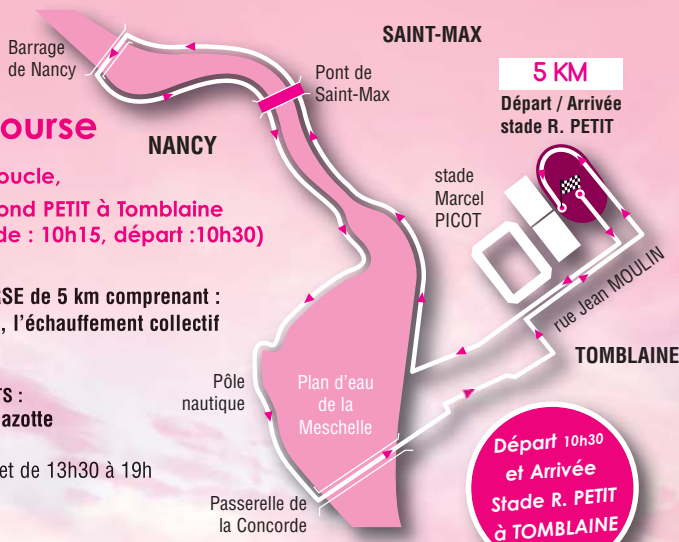 SAINT-MAX
Barrage
de Nancy
Pont de
Saint-Max
5 KM
Départ / Arrivée
stade R. PETIT
ourse
NANCY
oucle,
ond PETIT à Tomblaine
de : 10h15, départ :10h30)
stade
Marcel
PICOT
RSE de 5 km comprenant :
, l'échauffement collectif
rue Jean MOULIN
TOMBLAINE
Pôle
nautique
Plan d'eau
de la
Meschelle
TS :
azotte
et de 13h30 à 19h
Passerelle de
la Concorde
Départ 10h30
et Arrivée
Stade R. PETIT
à TOMBLAINE